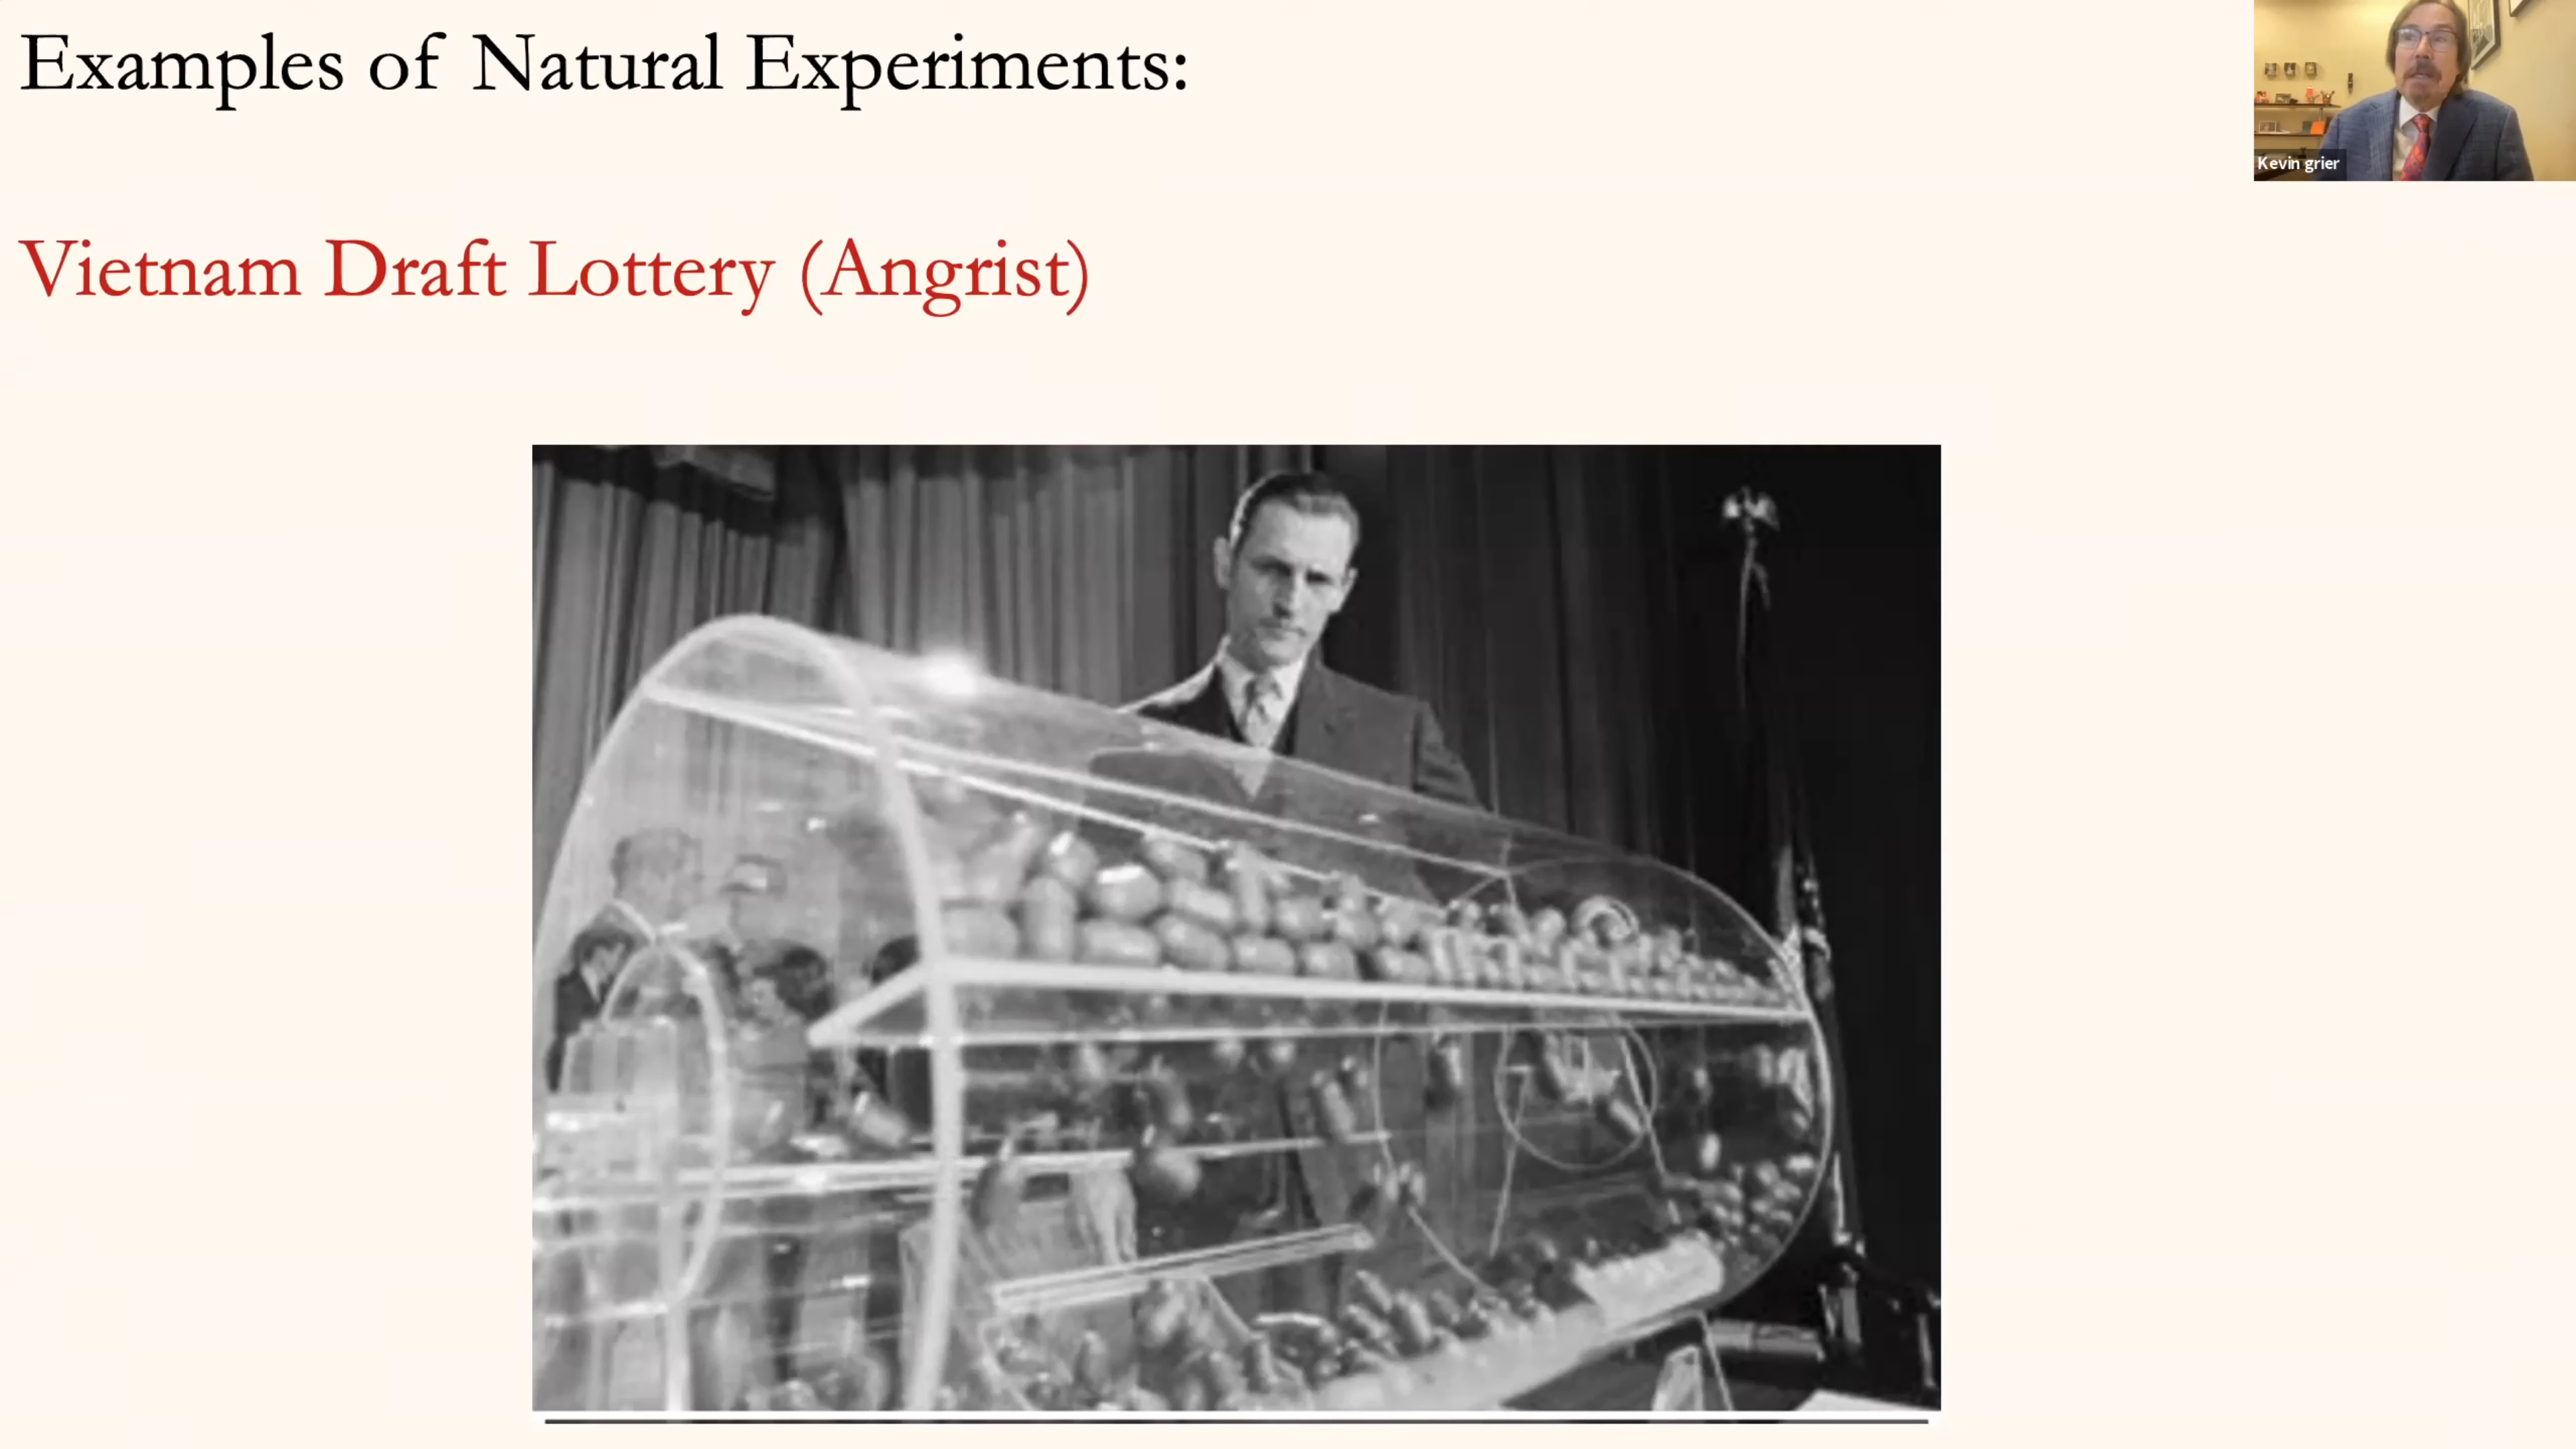 Examples of Natural Experiments:
Kevin grier
Vietnam Draft Lottery (Angrist)